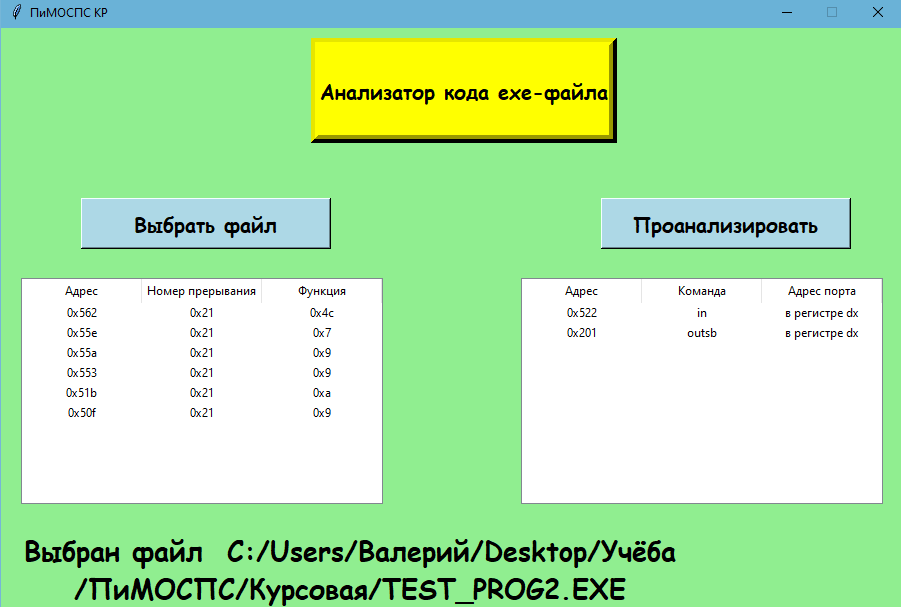 ПиМОСПС КР
Анализатор кода exe-файла
Выбрать файл
Проанализировать
Адрес Номер прерывания Функция
0x562 0x21 0x4c
0x55e 0x21 0x7
0x55a 0x21 0x9
0x553 0x21 0x9
0x51b 0x21 0xa
0x50f 0x21 0x9
Адрес Команда Адрес порта
0x522 in в регистре dx
0x201 outsb в регистре dx
Выбран файл C:/Users/Валерий/Desktop/Учёба
/ПиМОСПС/Курсовая/TEST_PROG2.EXE